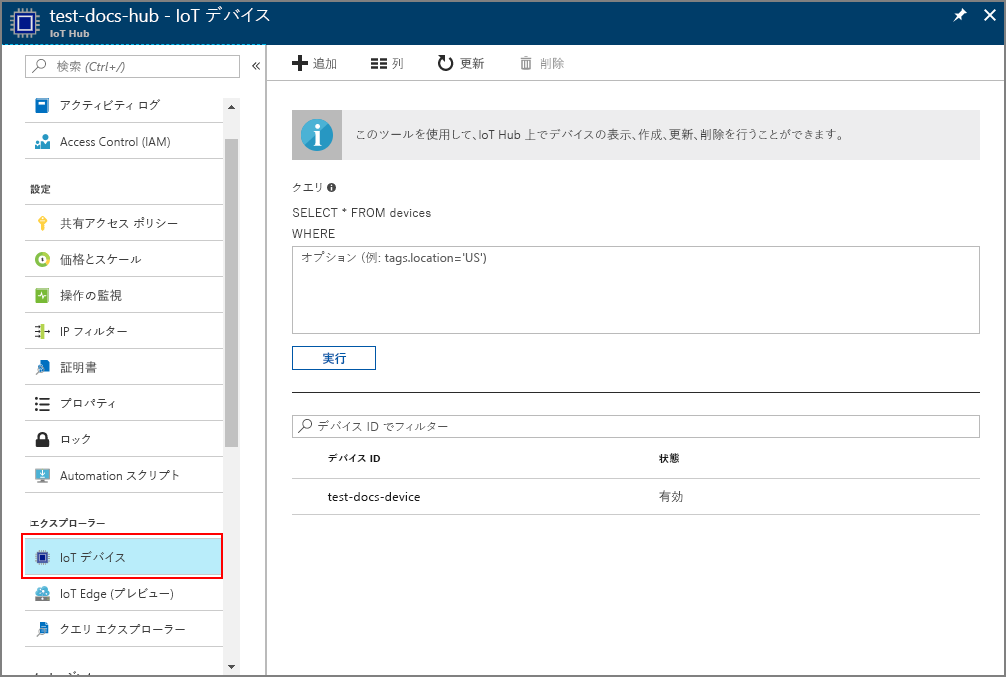 test-docs-hub - IoT デバイス
IoT Hub
検索 (Ctrl+/)
«
アクティビティ ログ
Access Control (IAM)
設定
共有アクセス ポリシー
価格とスケール
操作の監視
IP フィルター
証明書
プロパティ
ロック
Automation スクリプト
エクスプローラー
IoT デバイス
IoT Edge (プレビュー)
クエリ エクスプローラー
追加
列
更新
削除
このツールを使用して、IoT Hub 上でデバイスの表示、作成、更新、削除を行うことができます。
クエリ
SELECT * FROM devices
WHERE
オプション (例: tags.location='US')
実行
デバイス ID でフィルター
デバイス ID 状態
test-docs-device 有効